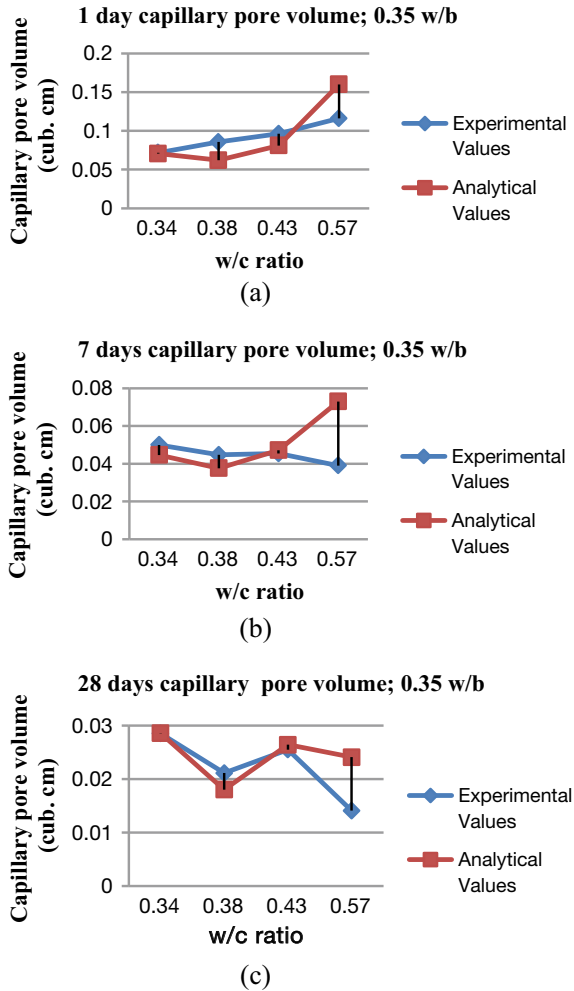 1 day capillary pore volume; 0.35 w/b
Capillary pore volume
(cub. cm)
0.2
0.15
0.1
0.05
0
0.34 0.38 0.43 0.57
w/c ratio
Experimental
Values
Analytical
Values
(a)
7 days capillary pore volume; 0.35 w/b
Capillary pore volume
(cub. cm)
0.08
0.06
0.04
0.02
0
0.34 0.38 0.43 0.57
w/c ratio
Experimental
Values
Analytical
Values
(b)
28 days capillary pore volume; 0.35 w/b
Capillary pore volume
(cub. cm)
0.03
0.02
0.01
0
0.34 0.38 0.43 0.57
w/c ratio
Experimental
Values
Analytical
Values
(c)